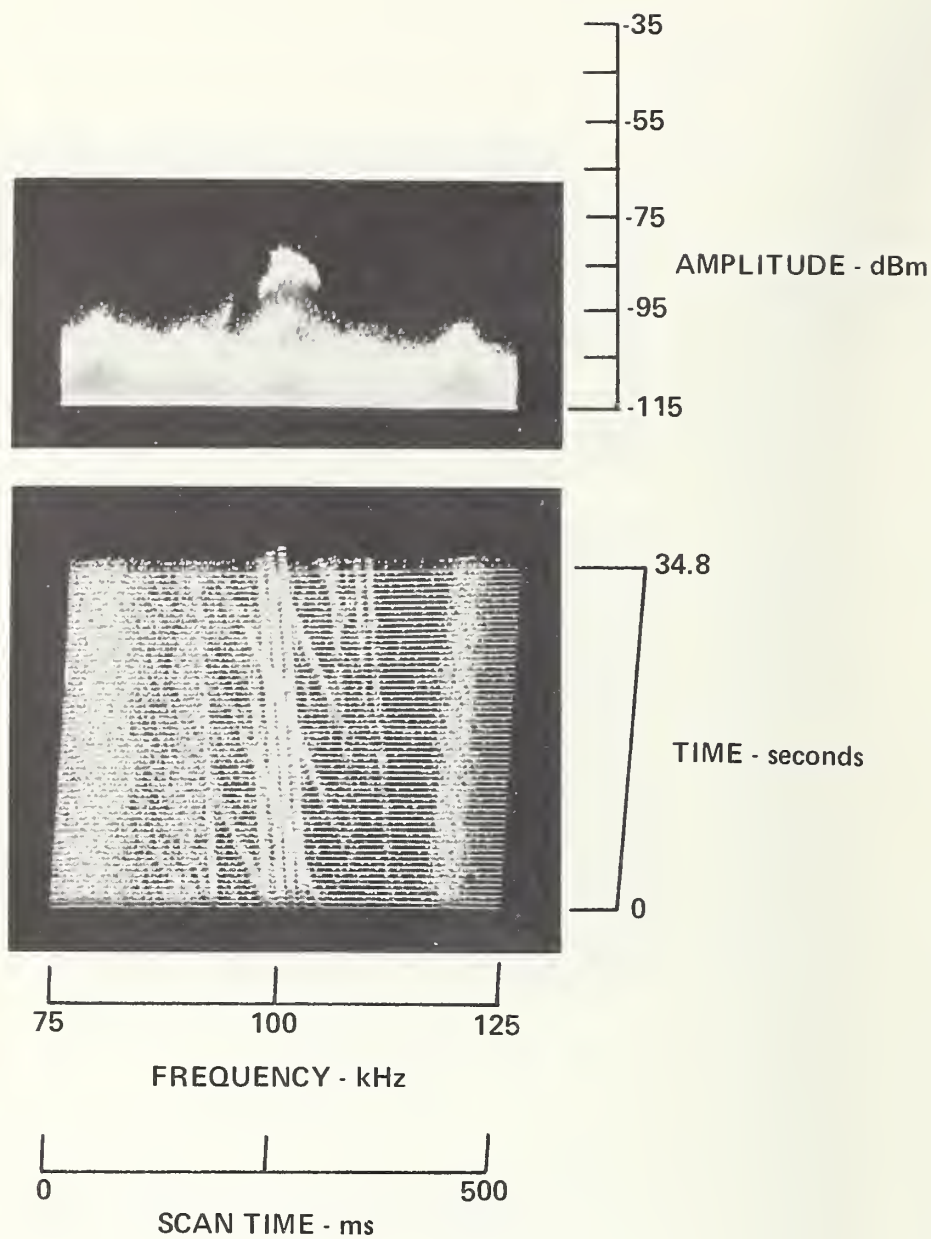 -35
-55
-75
AMPLITUDE - dBm
-95
-115
34.8
TIME - seconds
0
75 100 125
FREQUENCY - kHz
0 500
SCAN TIME - ms